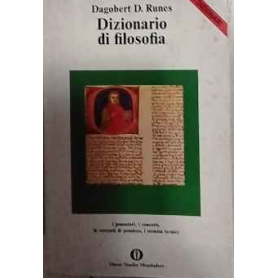 Dagobert D. Runes
Dizionario
di filosofia
i pensatori, i concetti,
le correnti di pensiero, i termini tecnici
Oscar Studio Mondadori